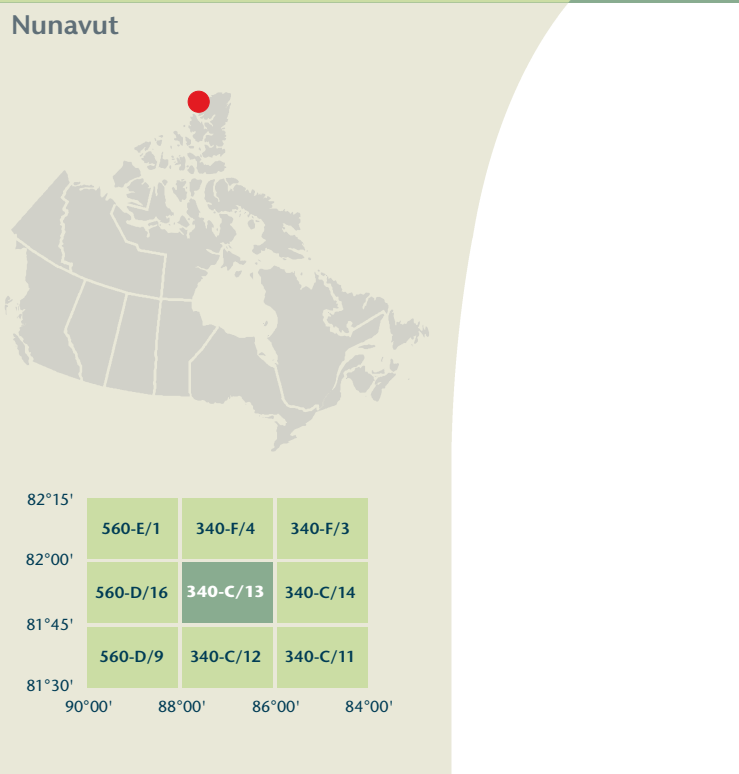 Nunavut
82°15'
560-E/1 340-F/4 340-F/3
82°00'
560-D/16 340-C/13 340-C/14
81°45'
560-D/9 340-C/12 340-C/11
81°30'
90°00' 88°00' 86°00' 84°00'